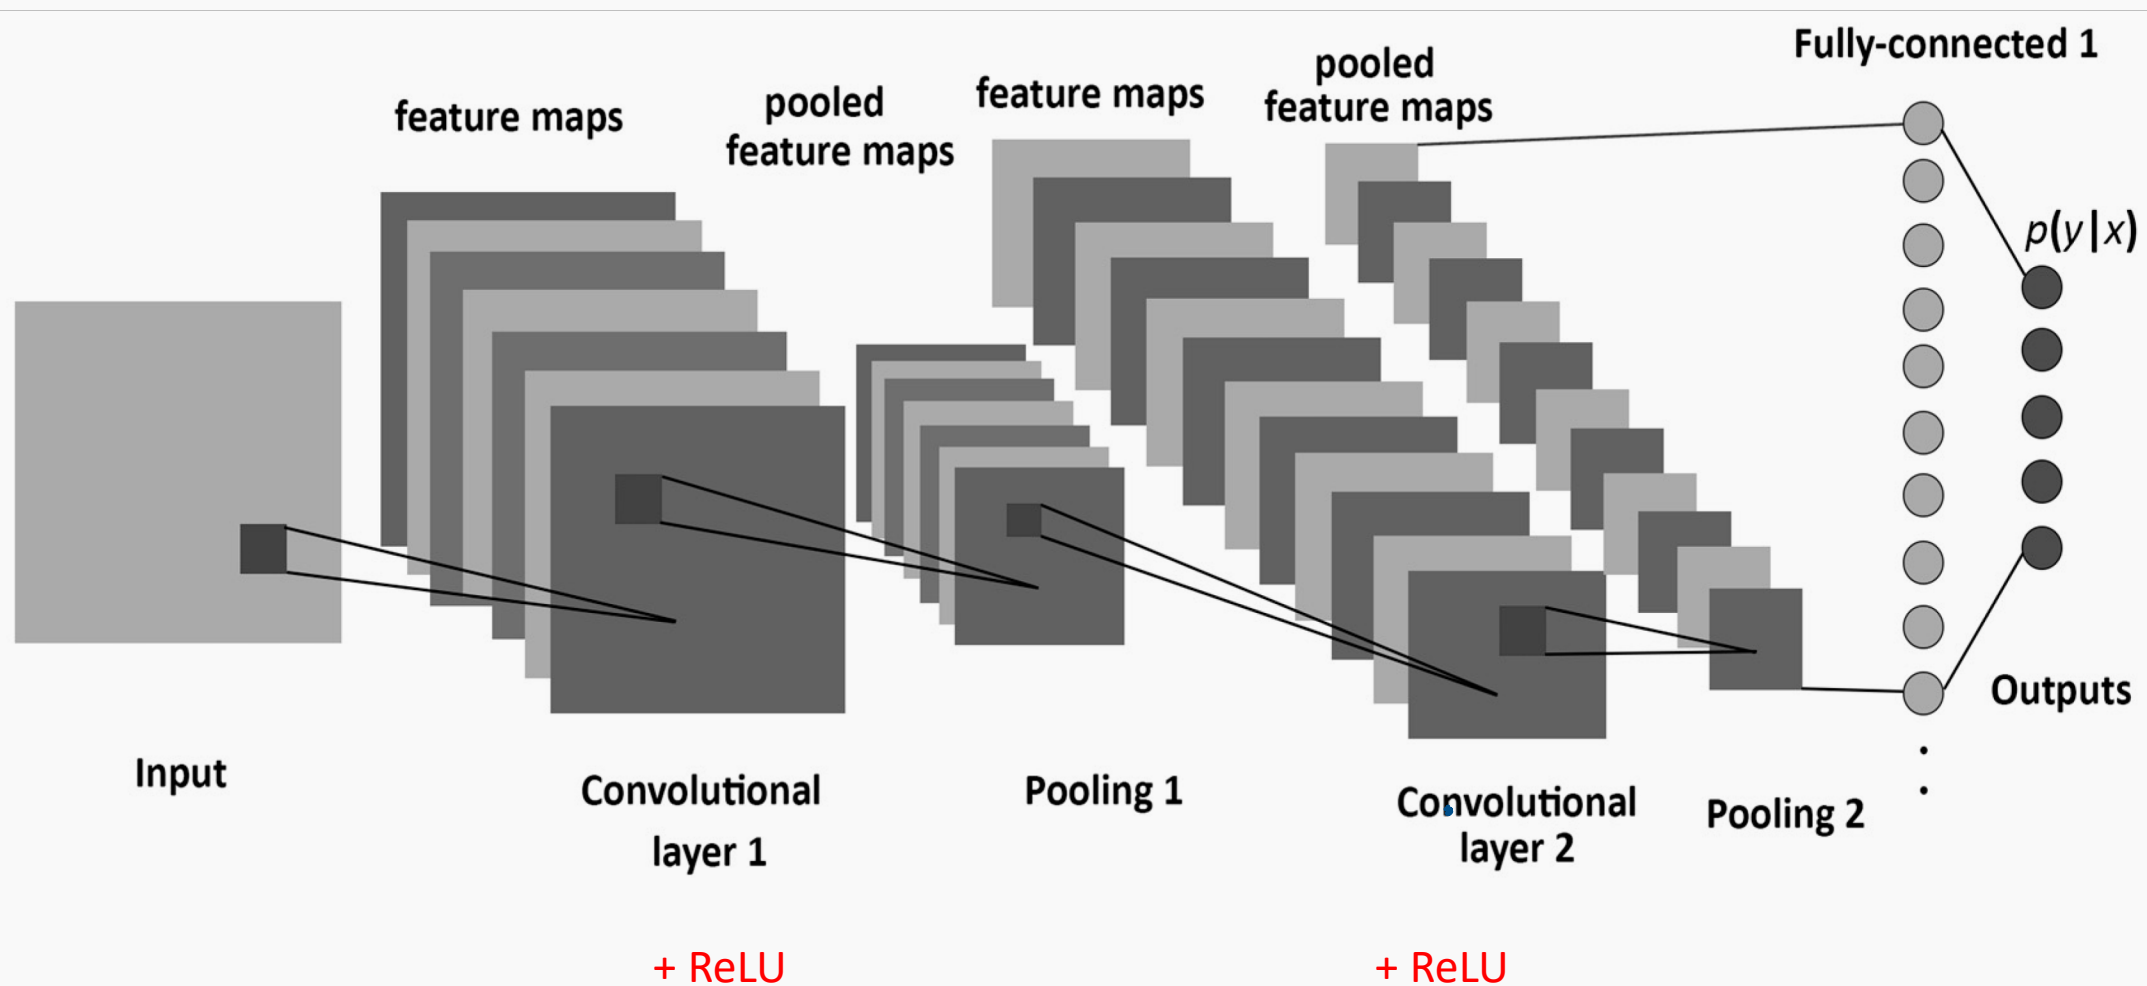 Fully-connected 1
pooled
feature maps
feature maps
pooled
feature maps
feature maps
p(y|x)
Outputs
Input
Convolutional
layer 1
Pooling 1
Convolutional
layer 2
Pooling 2
+ ReLU
+ ReLU